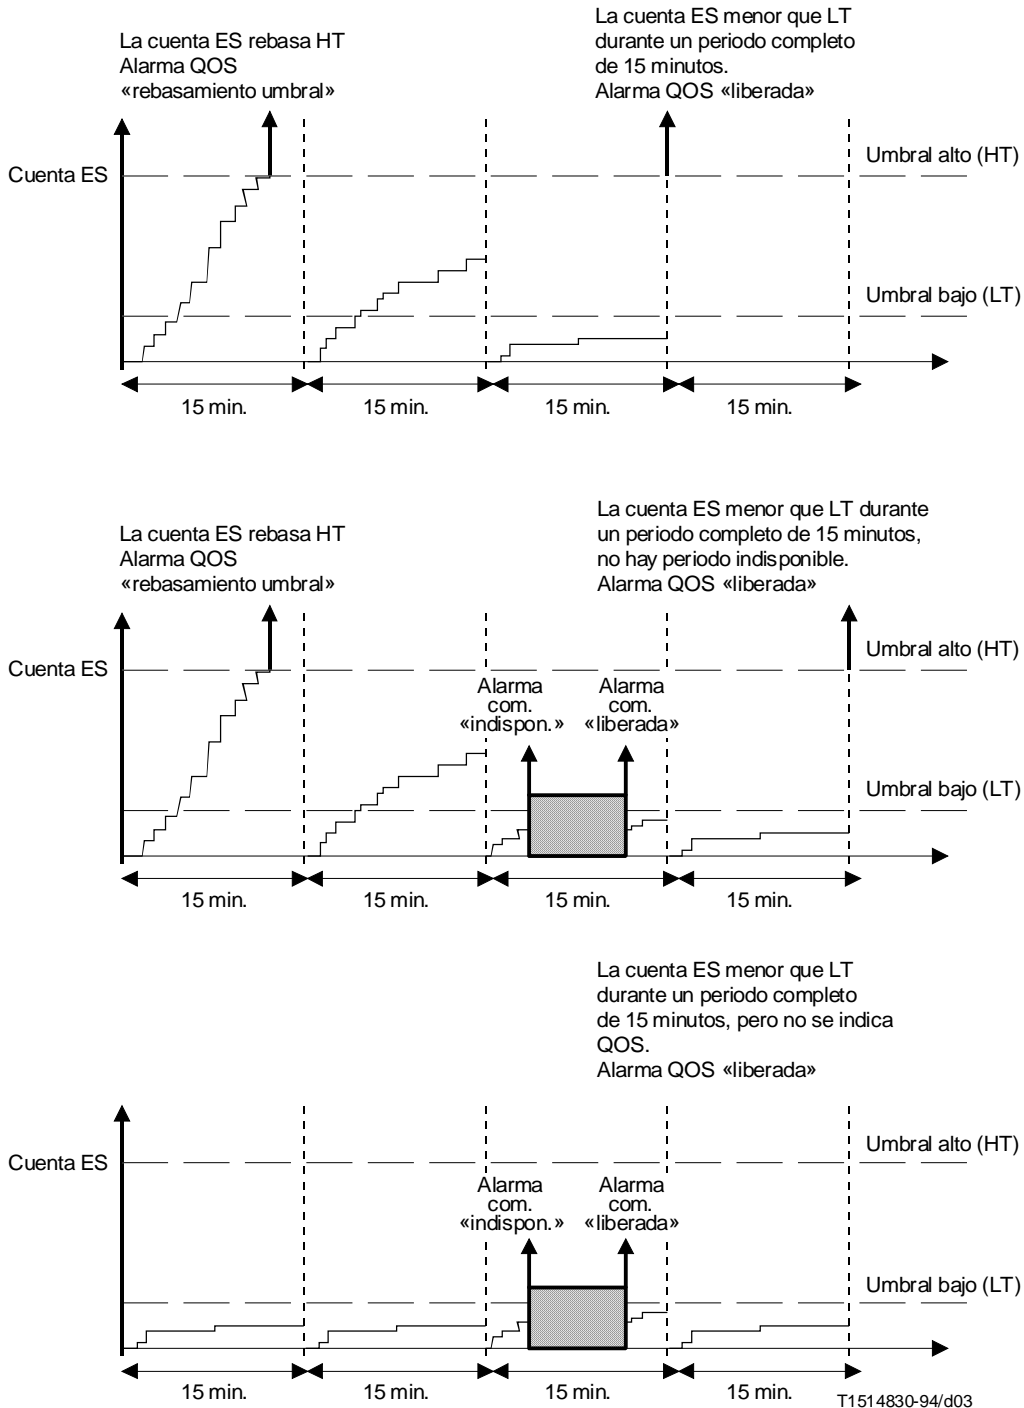 La cuenta ES rebasa HT
Alarma QOS
«rebasamiento umbral»
La cuenta ES menor que LT
durante un periodo completo
de 15 minutos.
Alarma QOS «liberada»
Cuenta ES
Umbral alto (HT)
Umbral bajo (LT)
15 min.
15 min.
15 min.
15 min.
La cuenta ES rebasa HT
Alarma QOS
«rebasamiento umbral»
La cuenta ES menor que LT durante
un periodo completo de 15 minutos,
no hay periodo indisponible.
Alarma QOS «liberada»
Cuenta ES
Umbral alto (HT)
Alarma
com.
«indispon.»
Alarma
com.
«liberada»
Umbral bajo (LT)
15 min.
15 min.
15 min.
15 min.
La cuenta ES menor que LT
durante un periodo completo
de 15 minutos, pero no se indica
QOS.
Alarma QOS «liberada»
Cuenta ES
Umbral alto (HT)
Alarma
com.
«indispon.»
Alarma
com.
«liberada»
Umbral bajo (LT)
15 min.
15 min.
15 min.
15 min.
T1514830-94/d03